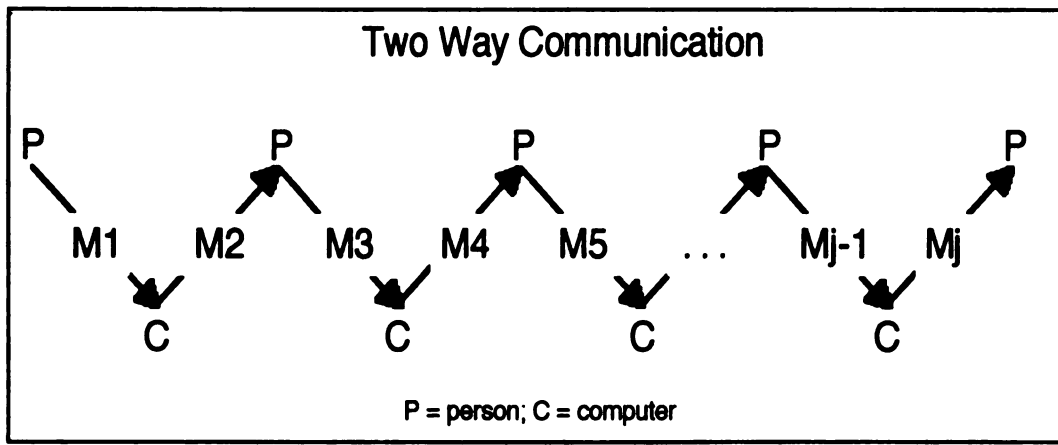 Two Way Communication
P P P P P
M1 M2 M3 M4 M5 ... Mj-1 Mj
C C C C
P = person; C = computer